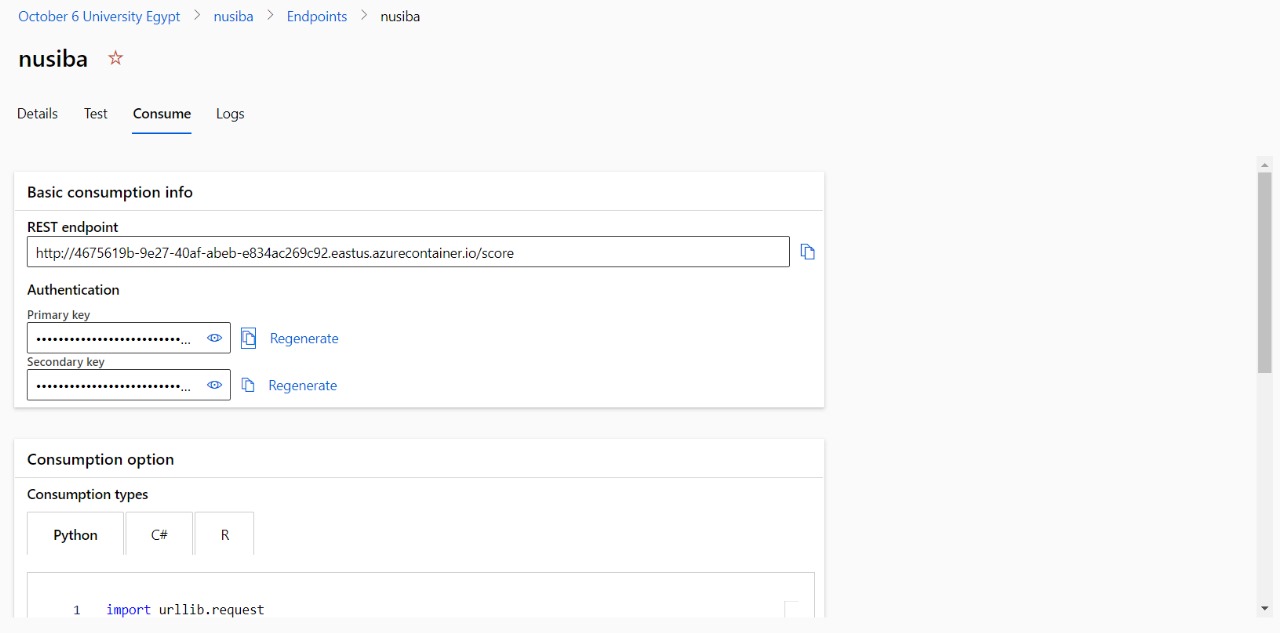 October 6 University Egypt > nusiba > Endpoints > nusiba
nusiba
Details Test Consume Logs
Basic consumption info
REST endpoint
http://4675619b-9e27-40af-abeb-e834ac269c92.eastus.azurecontainer.io/score
Authentication
Primary key
••••••••••••••••••••••••••... Regenerate
Secondary key
••••••••••••••••••••••••••... Regenerate
Consumption option
Consumption types
Python C# R
1 import urllib.request